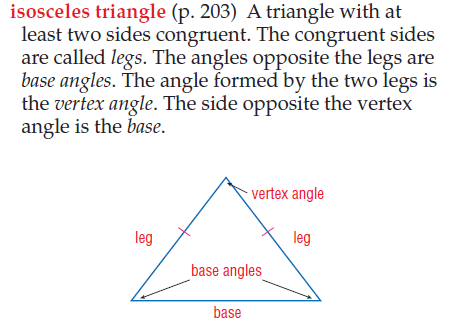 isosceles triangle (p. 203) A triangle with at
least two sides congruent. The congruent sides
are called legs. The angles opposite the legs are
base angles. The angle formed by the two legs is
the vertex angle. The side opposite the vertex
angle is the base.
vertex angle
leg
leg
base angles
base